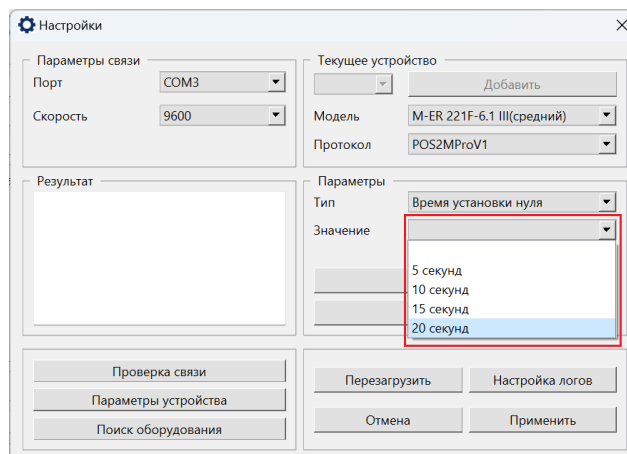 Настройки
Параметры связи
Порт
COM3
Скорость
9600
Текущее устройство
Добавить
Модель
M-ER 221F-6.1 III(средний)
Протокол
POS2MProV1
Результат
Параметры
Тип
Время установки нуля
Значение
5 секунд
10 секунд
15 секунд
20 секунд
Проверка связи
Параметры устройства
Поиск оборудования
Перезагрузить
Настройка логов
Отмена
Применить